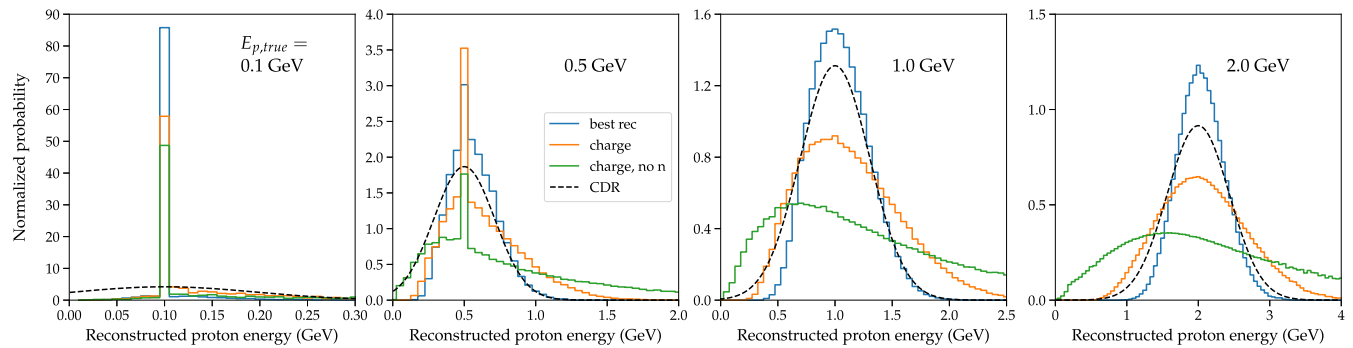 Normalized probability
90
80
70
60
50
40
30
20
10
0
0.00 0.05 0.10 0.15 0.20 0.25 0.30
Reconstructed proton energy (GeV)
E_{p,true} =
0.1 GeV
4.0
3.5
3.0
2.5
2.0
1.5
1.0
0.5
0.0
0.0 0.5 1.0 1.5 2.0
Reconstructed proton energy (GeV)
0.5 GeV
best rec
charge
charge, no n
CDR
1.6
1.2
0.8
0.4
0.0
0.0 0.5 1.0 1.5 2.0 2.5
Reconstructed proton energy (GeV)
1.0 GeV
1.5
1.0
0.5
0.0
0 1 2 3 4
Reconstructed proton energy (GeV)
2.0 GeV